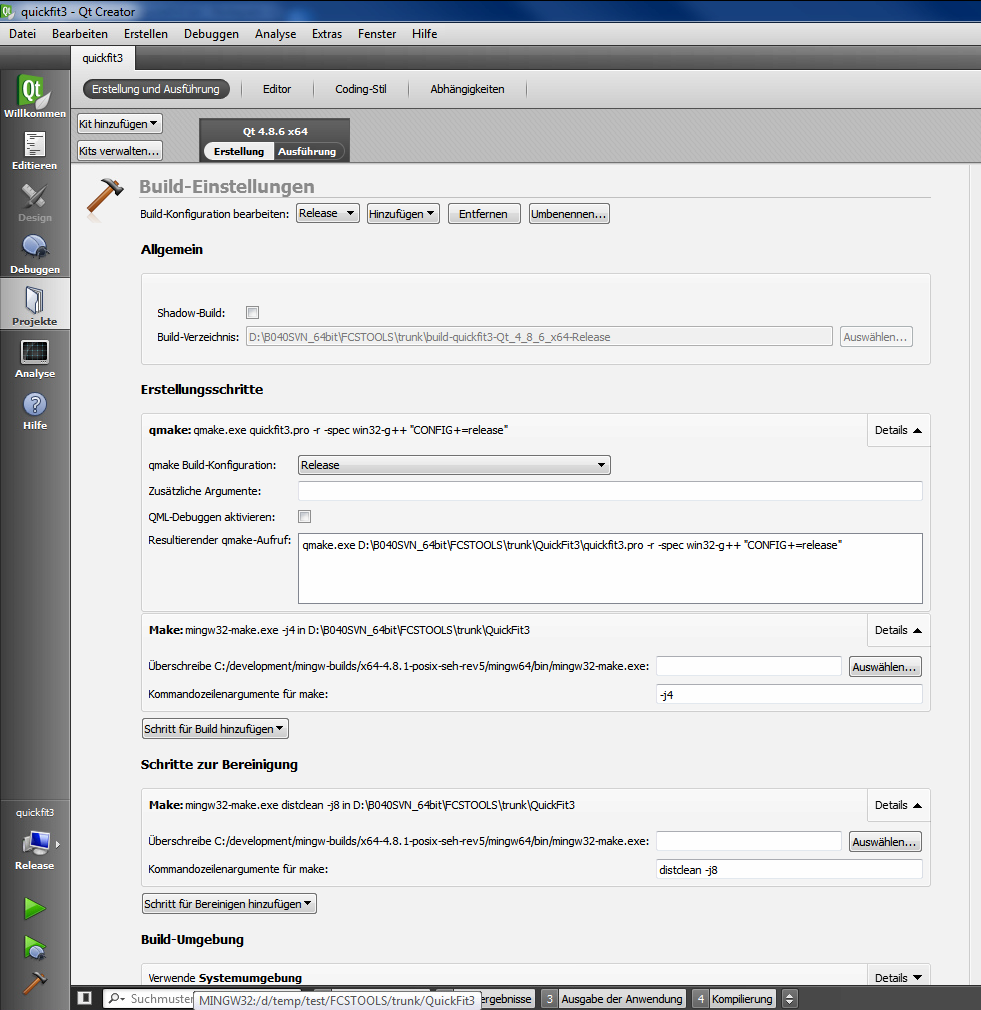 quickfit3 - Qt Creator
Datei Bearbeiten Erstellen Debuggen Analyse Extras Fenster Hilfe
quickfit3
Erstellung und Ausführung Editor Coding-Stil Abhängigkeiten
Qt
Willkommen
Editieren
Design
Debuggen
Projekte
Analyse
Hilfe
Kit hinzufügen
Kits verwalten...
Qt 4.8.6 x64
Erstellung Ausführung
Build-Einstellungen
Build-Konfiguration bearbeiten: Release Hinzufügen Entfernen Umbenennen...
Allgemein
Shadow-Build:
Build-Verzeichnis: D:\B040SVN_64bit\FCSTOOLS\trunk\build-quickfit3-Qt_4_8_6_x64-Release Auswählen...
Erstellungsschritte
qmake: qmake.exe quickfit3.pro -r -spec win32-g++ "CONFIG+=release" Details
qmake Build-Konfiguration: Release
Zusätzliche Argumente:
QML-Debuggen aktivieren:
Resultierender qmake-Aufruf: qmake.exe D:\B040SVN_64bit\FCSTOOLS\trunk\QuickFit3\quickfit3.pro -r -spec win32-g++ "CONFIG+=release"
Make: mingw32-make.exe -j4 in D:\B040SVN_64bit\FCSTOOLS\trunk\QuickFit3 Details
Überschreibe C:/development/mingw-builds/x64-4.8.1-posix-seh-rev5/mingw64/bin/mingw32-make.exe: Auswählen...
Kommandozeilenargumente für make: -j4
Schritt für Build hinzufügen
Schritte zur Bereinigung
Make: mingw32-make.exe distclean -j8 in D:\B040SVN_64bit\FCSTOOLS\trunk\QuickFit3 Details
Überschreibe C:/development/mingw-builds/x64-4.8.1-posix-seh-rev5/mingw64/bin/mingw32-make.exe: Auswählen...
Kommandozeilenargumente für make: distclean -j8
Schritt für Bereinigen hinzufügen
Build-Umgebung
Verwende Systemumgebung Details
quickfit3
Release
Suchmuster
MINGW32:/d/temp/test/FCSTOOLS/trunk/QuickFit3
ergebnisse 3 Ausgabe der Anwendung 4 Kompilierung